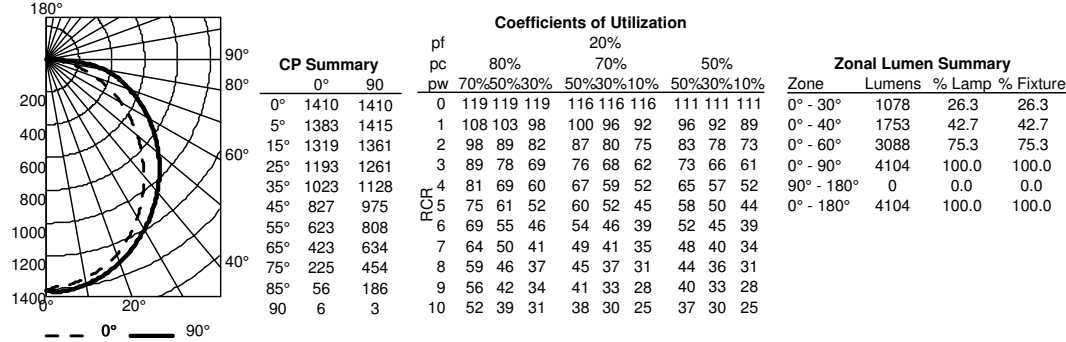 180°
90°
80°
60°
40°
20°
0°
200
400
600
800
1000
1200
1400
0° 90°
CP Summary
0° 90
0° 1410 1410
5° 1383 1415
15° 1319 1361
25° 1193 1261
35° 1023 1128
45° 827 975
55° 623 808
65° 423 634
75° 225 454
85° 56 186
90 6 3
Coefficients of Utilization
pf 20%
pc 80% 70% 50%
pw 70%50%30% 50%30%10% 50%30%10%
RCR
0 119 119 119 116 116 116 111 111 111
1 108 103 98 100 96 92 96 92 89
2 98 89 82 87 80 75 83 78 73
3 89 78 69 76 68 62 73 66 61
4 81 69 60 67 59 52 65 57 52
5 75 61 52 60 52 45 58 50 44
6 69 55 46 54 46 39 52 45 39
7 64 50 41 49 41 35 48 40 34
8 59 46 37 45 37 31 44 36 31
9 56 42 34 41 33 28 40 33 28
10 52 39 31 38 30 25 37 30 25
Zonal Lumen Summary
Zone Lumens % Lamp % Fixture
0° - 30° 1078 26.3 26.3
0° - 40° 1753 42.7 42.7
0° - 60° 3088 75.3 75.3
0° - 90° 4104 100.0 100.0
90° - 180° 0 0.0 0.0
0° - 180° 4104 100.0 100.0